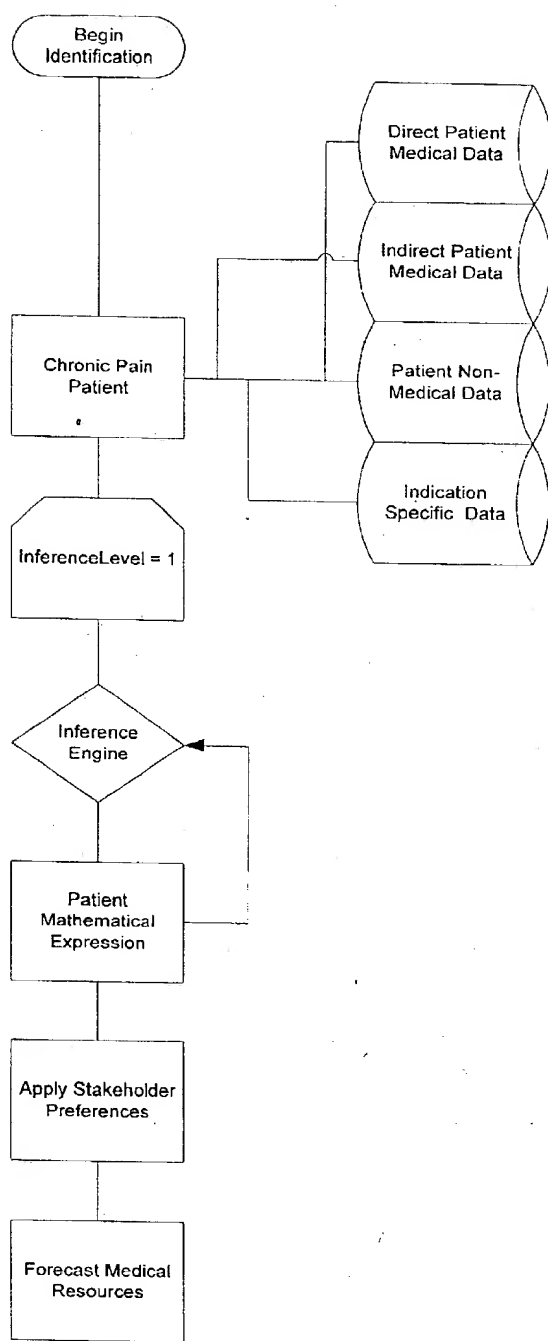 Begin
Identification
Direct Patient
Medical Data
Indirect Patient
Medical Data
Chronic Pain
Patient
Patient Non-
Medical Data
Indication
Specific Data
InferenceLevel = 1
Inference
Engine
Patient
Mathematical
Expression
Apply Stakeholder
Preferences
Forecast Medical
Resources